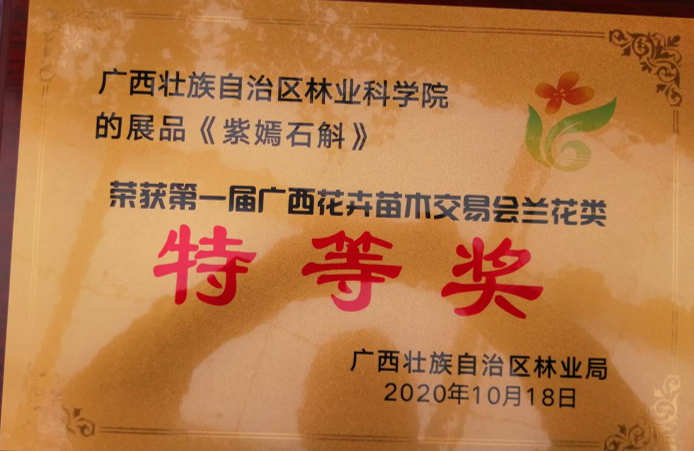 广西壮族自治区林业科学院
的展品《紫嫣石斛》
荣获第一届广西花卉苗木交易会兰花类
特等奖
广西壮族自治区林业局
2020年10月18日